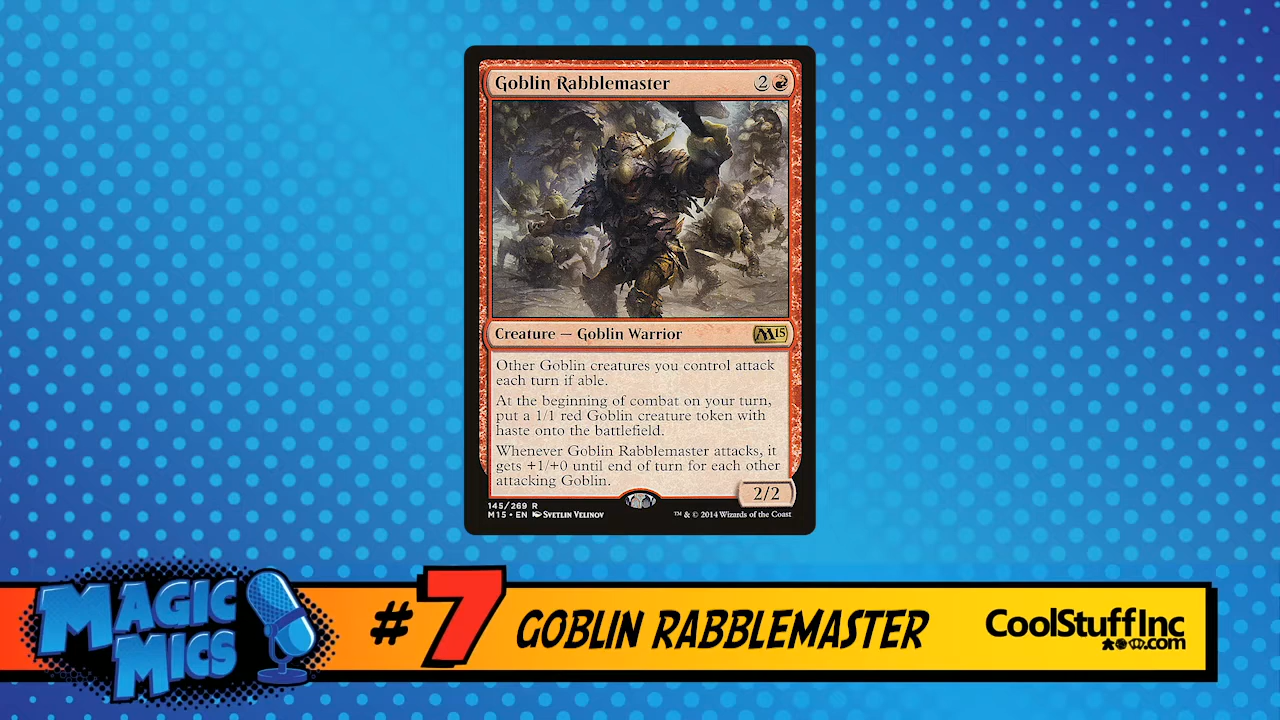 Goblin Rabblemaster 2
Creature — Goblin Warrior M15
Other Goblin creatures you control attack
each turn if able.
At the beginning of combat on your turn,
put a 1/1 red Goblin creature token with
haste onto the battlefield.
Whenever Goblin Rabblemaster attacks, it
gets +1/+0 until end of turn for each other
attacking Goblin.
2/2
145/269 R
M15 • EN Svetlin Velinov ™ & © 2014 Wizards of the Coast
MAGIC
MICS
#7 GOBLIN RABBLEMASTER
CoolStuffInc
.com